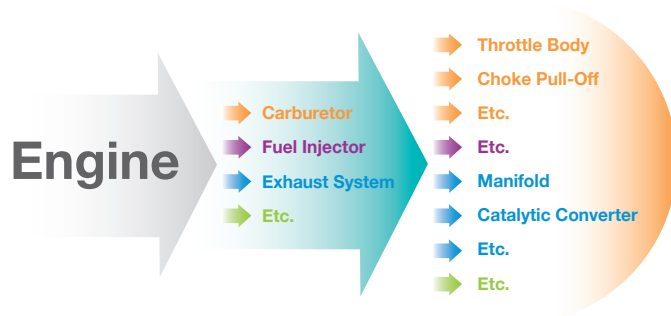 Engine
Carburetor
Fuel Injector
Exhaust System
Etc.
Throttle Body
Choke Pull-Off
Etc.
Etc.
Manifold
Catalytic Converter
Etc.
Etc.